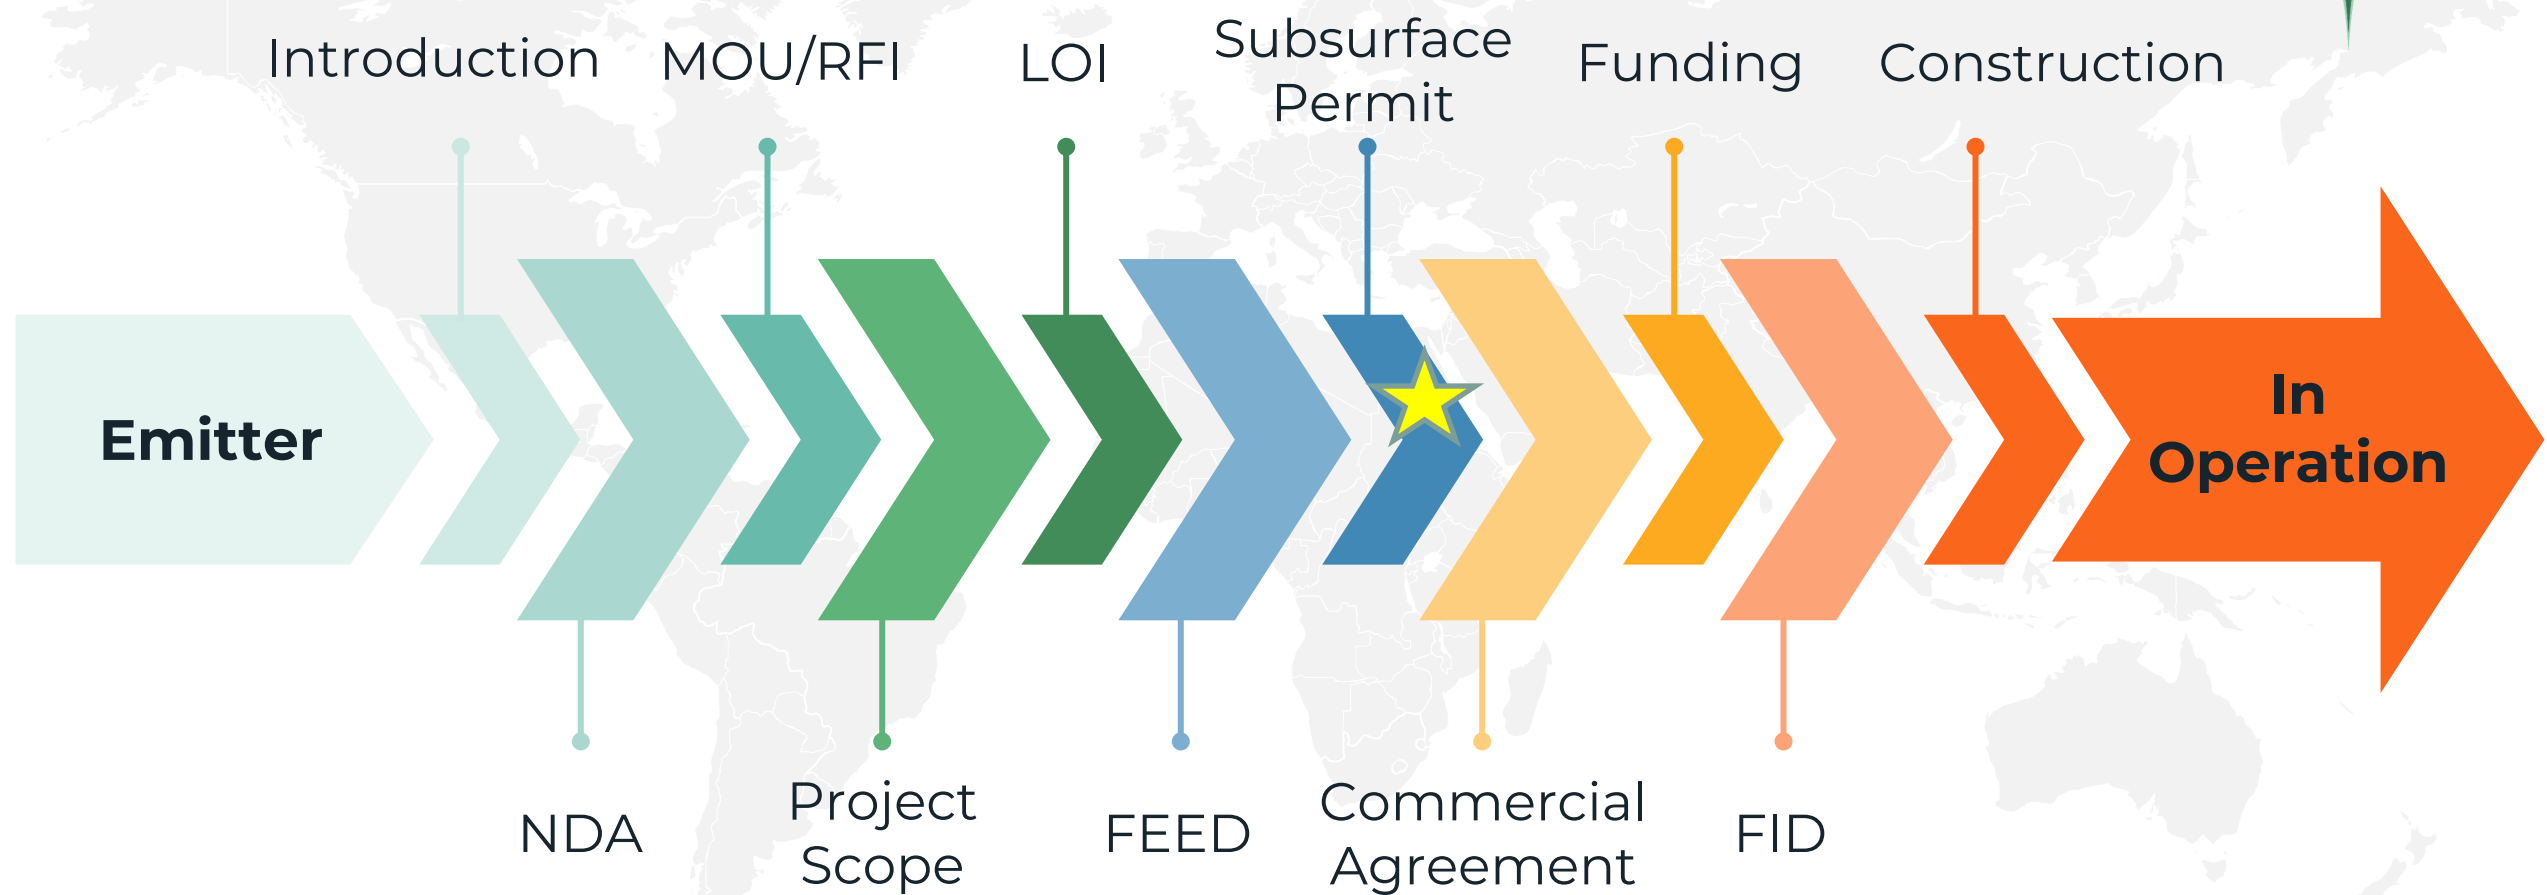 Introduction
MOU/RFI
LOI
Subsurface
Permit
Funding
Construction
Emitter
In
Operation
NDA
Project
Scope
FEED
Commercial
Agreement
FID